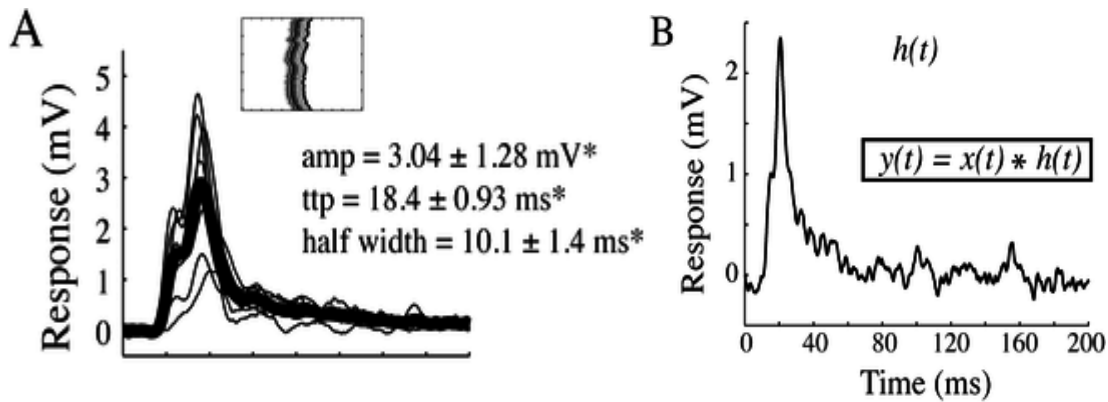 A
5
4
3
2
1
0
Response (mV)
amp = 3.04 ± 1.28 mV*
ttp = 18.4 ± 0.93 ms*
half width = 10.1 ± 1.4 ms*
B
h(t)
y(t) = x(t) * h(t)
2
1
0
Response (mV)
0 40 80 120 160 200
Time (ms)